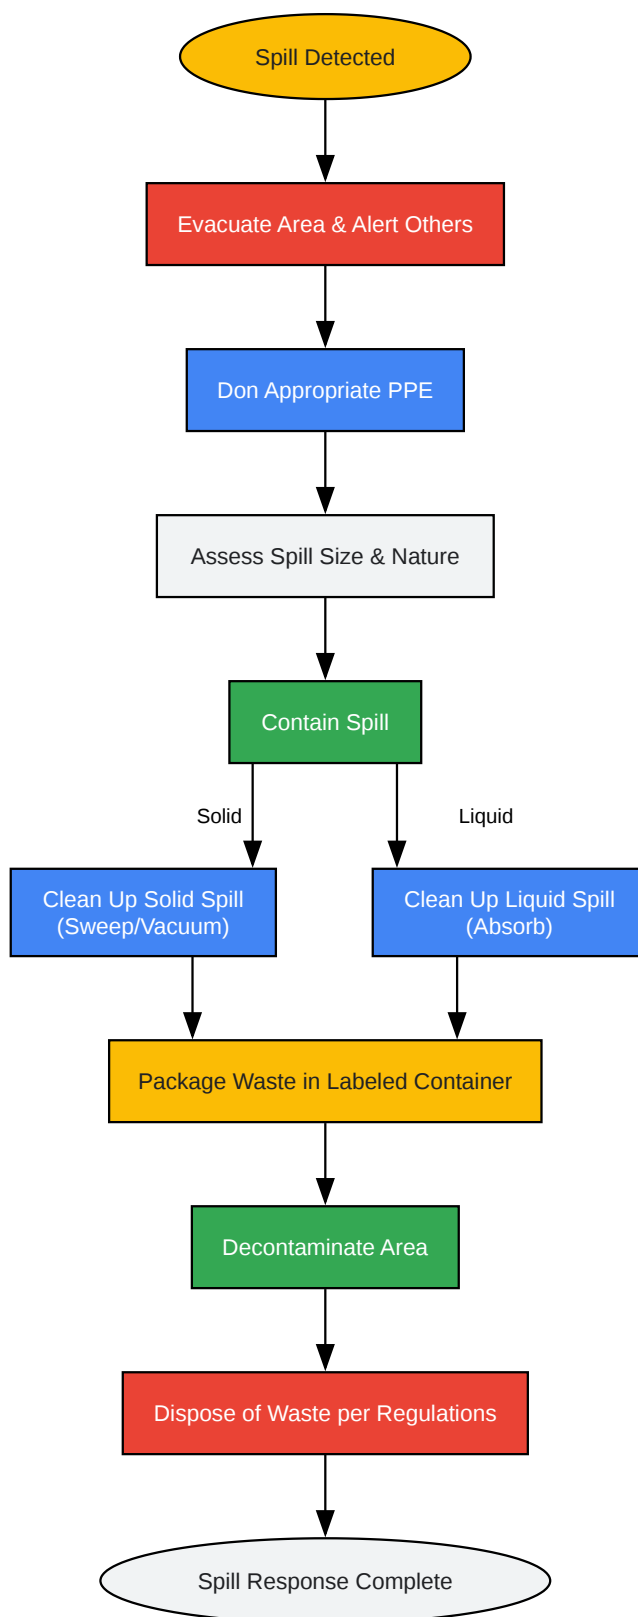 Spill Detected
Evacuate Area & Alert Others
Don Appropriate PPE
Assess Spill Size & Nature
Contain Spill
Solid
Liquid
Clean Up Solid Spill
(Sweep/Vacuum)
Clean Up Liquid Spill
(Absorb)
Package Waste in Labeled Container
Decontaminate Area
Dispose of Waste per Regulations
Spill Response Complete